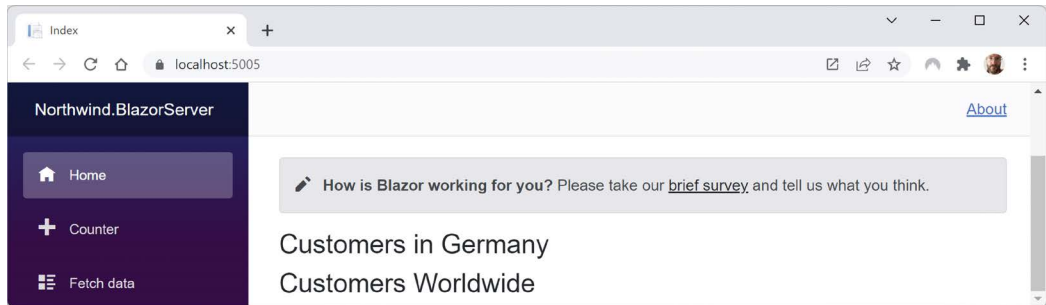 Index
localhost:5005
Northwind.BlazorServer
About
Home
How is Blazor working for you? Please take our brief survey and tell us what you think.
Counter
Customers in Germany
Fetch data
Customers Worldwide